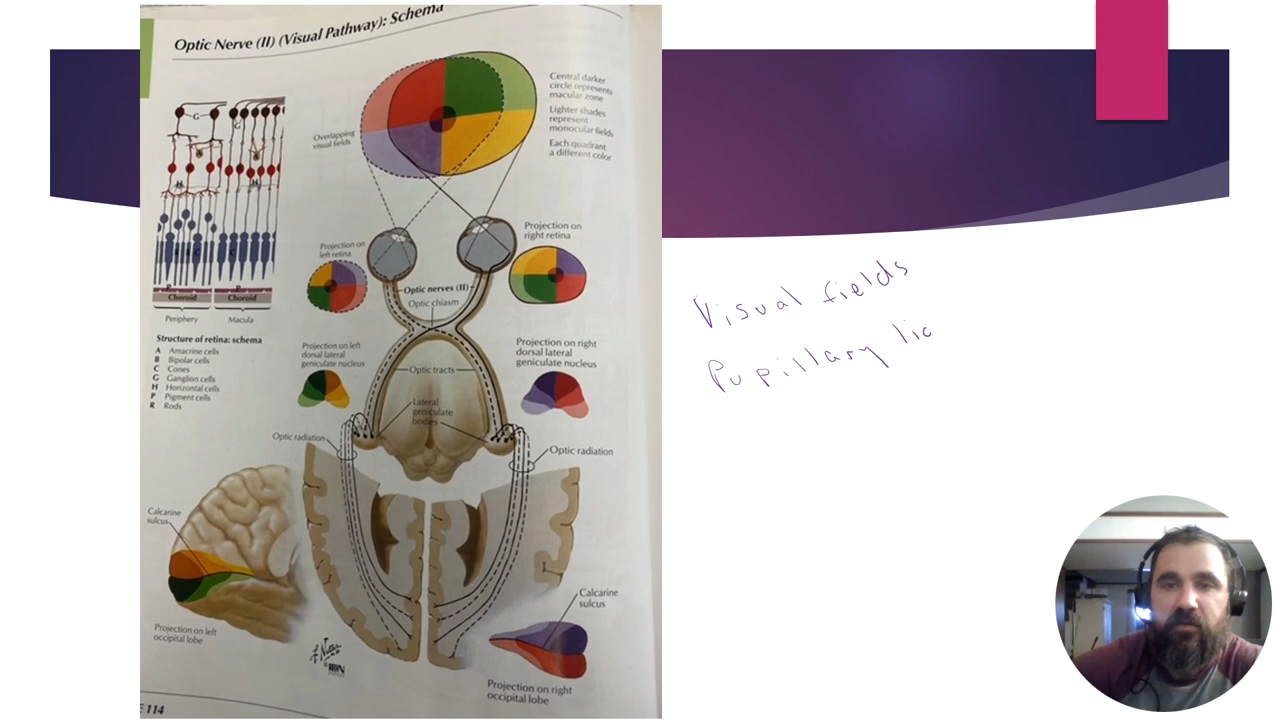 Optic Nerve (II) (Visual Pathway): Schema
Central darker
circle represents
macular zone
Lighter shades
represent
monocular fields
Each quadrant
a different color
Overlapping
visual fields
G
G
A
A
H
H
C
P
P
Choroid
Choroid
Periphery
Macula
Structure of retina: schema
A Amacrine cells
B Bipolar cells
C Cones
G Ganglion cells
H Horizontal cells
P Pigment cells
R Rods
Projection on
left retina
Projection on
right retina
Optic nerves (II)
Optic chiasm
Projection on left
dorsal lateral
geniculate nucleus
Projection on right
dorsal lateral
geniculate nucleus
Optic tracts
Lateral
geniculate
bodies
Optic radiation
Optic radiation
Calcarine
sulcus
Projection on left
occipital lobe
Calcarine
sulcus
Projection on right
occipital lobe
F. Netter
©IBN
114
Visual fields
Pupillary lig